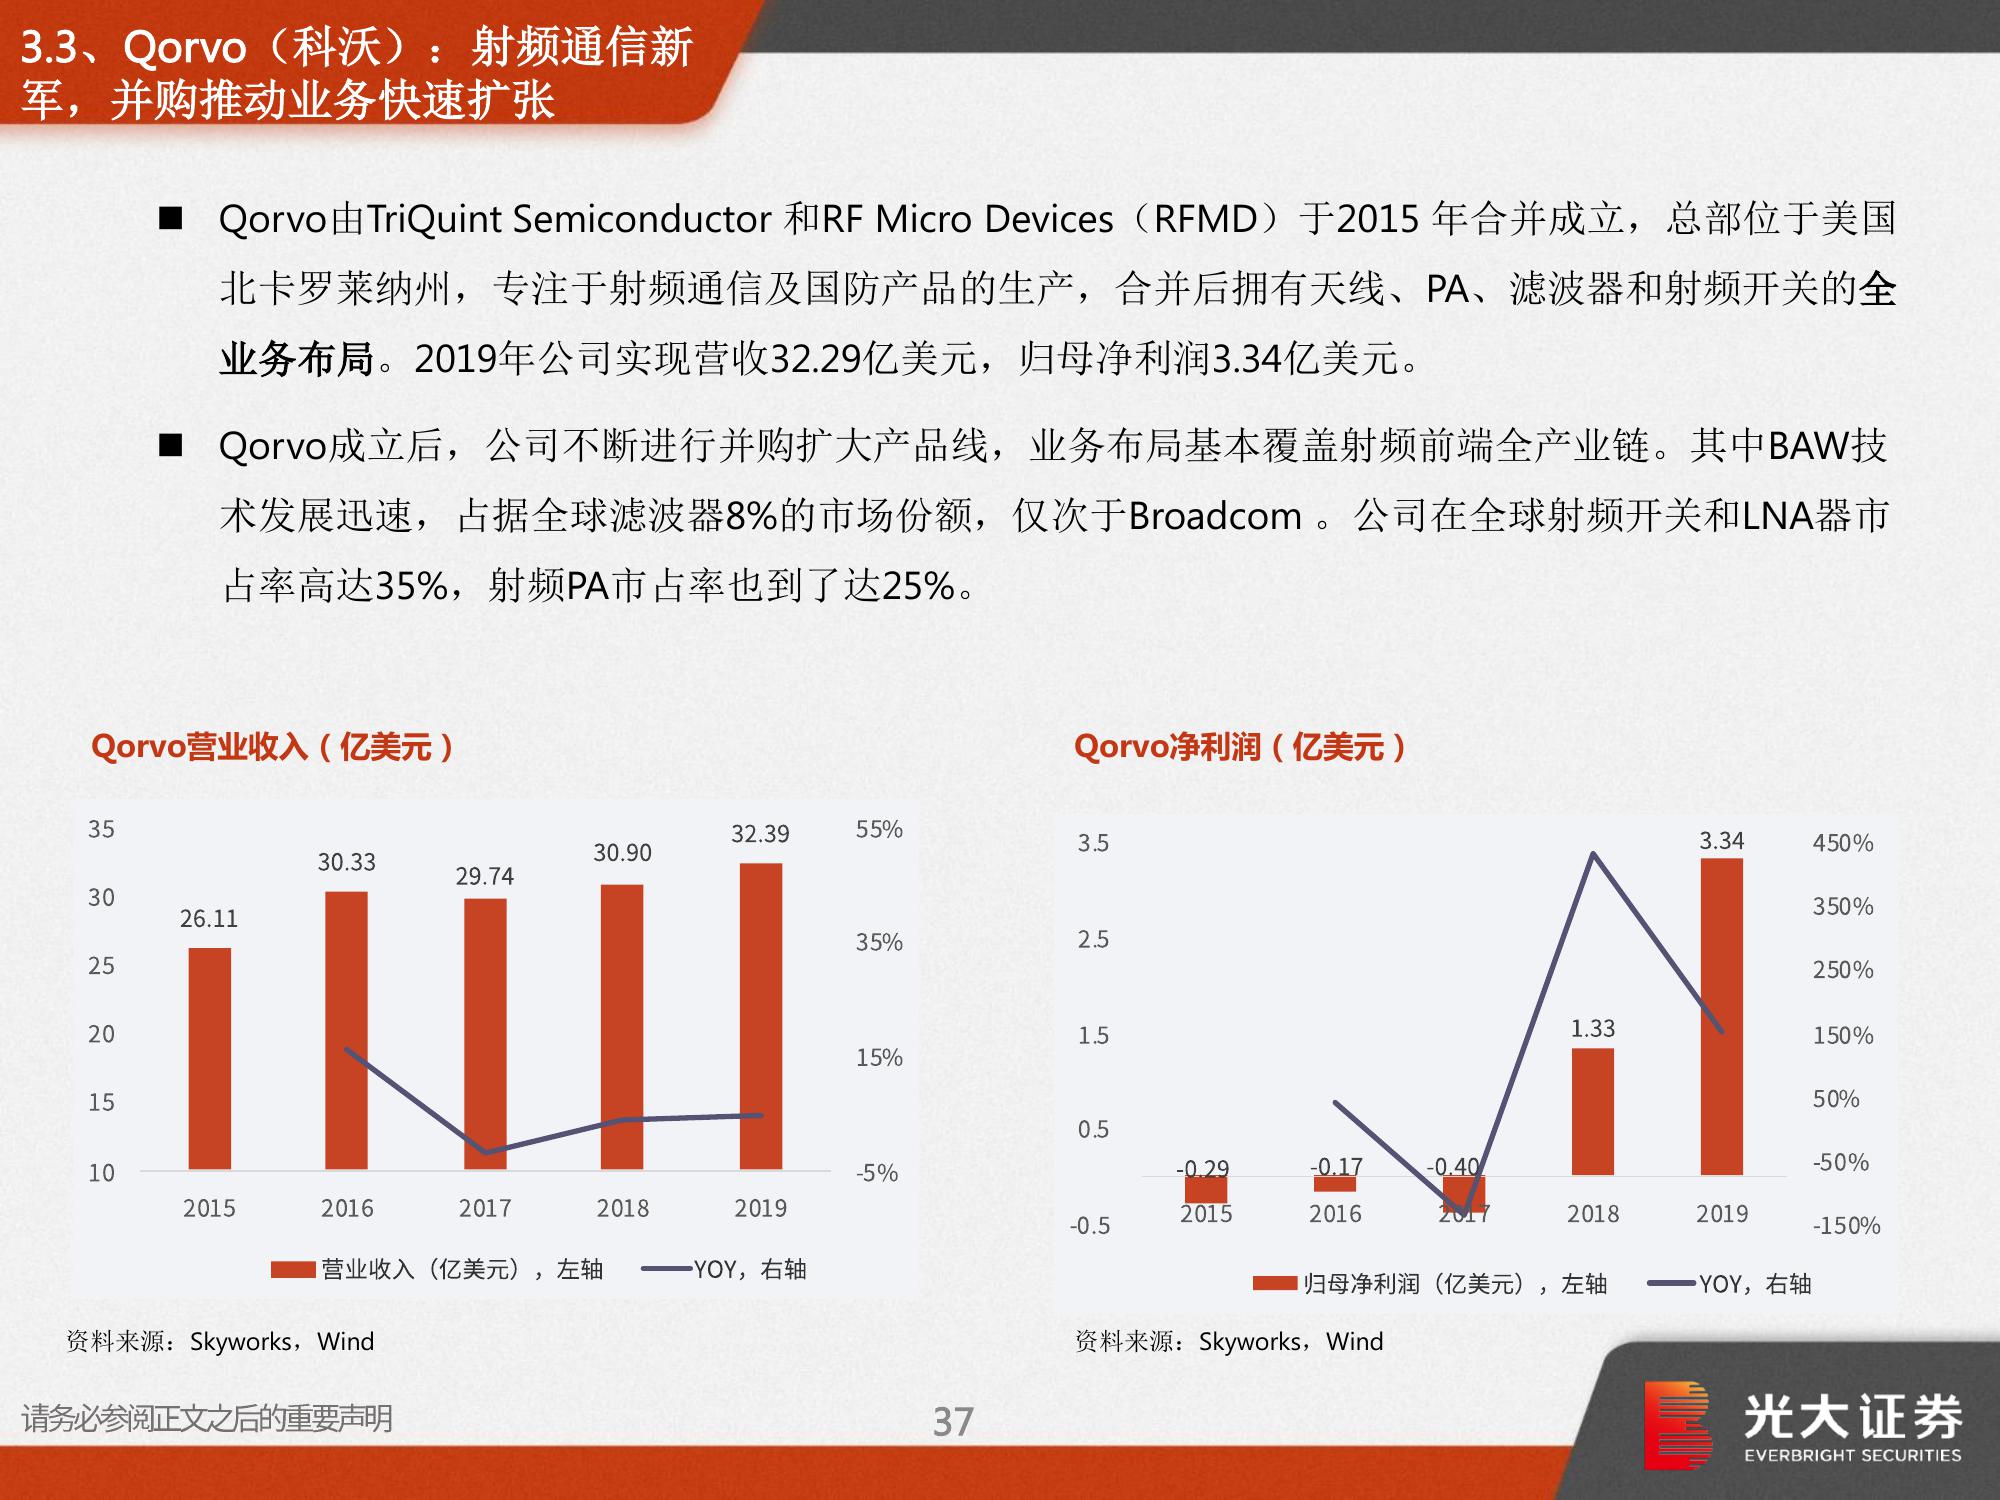 3.3、Qorvo（科沃）：射频通信新
军，并购推动业务快速扩张
■ Qorvo由TriQuint Semiconductor 和RF Micro Devices（RFMD）于2015 年合并成立，总部位于美国
北卡罗莱纳州，专注于射频通信及国防产品的生产，合并后拥有天线、PA、滤波器和射频开关的全
业务布局。2019年公司实现营收32.29亿美元，归母净利润3.34亿美元。
■ Qorvo成立后，公司不断进行并购扩大产品线，业务布局基本覆盖射频前端全产业链。其中BAW技
术发展迅速，占据全球滤波器8%的市场份额，仅次于Broadcom 。公司在全球射频开关和LNA器市
占率高达35%，射频PA市占率也到了达25%。
Qorvo营业收入（亿美元）
35
30
25
20
15
10
26.11
30.33
29.74
30.90
32.39
55%
35%
15%
-5%
2015 2016 2017 2018 2019
营业收入（亿美元），左轴 YOY，右轴
资料来源：Skyworks，Wind
Qorvo净利润（亿美元）
3.5
2.5
1.5
0.5
-0.5
-0.29
-0.17
-0.40
1.33
3.34
450%
350%
250%
150%
50%
-50%
-150%
2015 2016 2017 2018 2019
归母净利润（亿美元），左轴 YOY，右轴
资料来源：Skyworks，Wind
请务必参阅正文之后的重要声明
37
光大证券
EVERBRIGHT SECURITIES